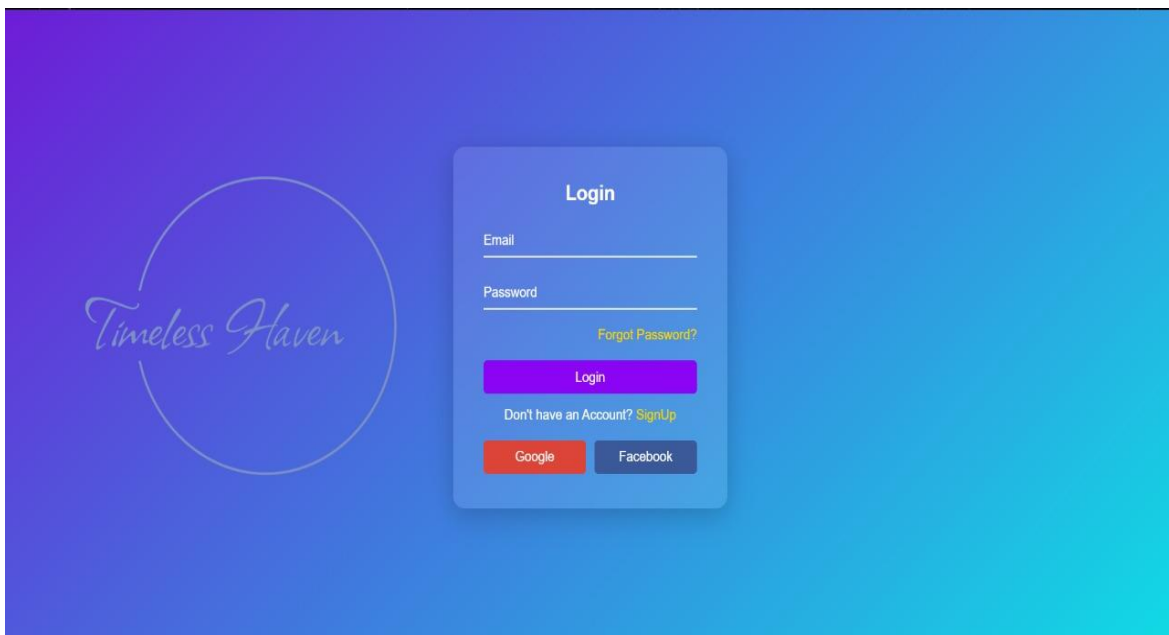 Timeless Haven
Login
Email
Password
Forgot Password?
Login
Don't have an Account? SignUp
Google
Facebook